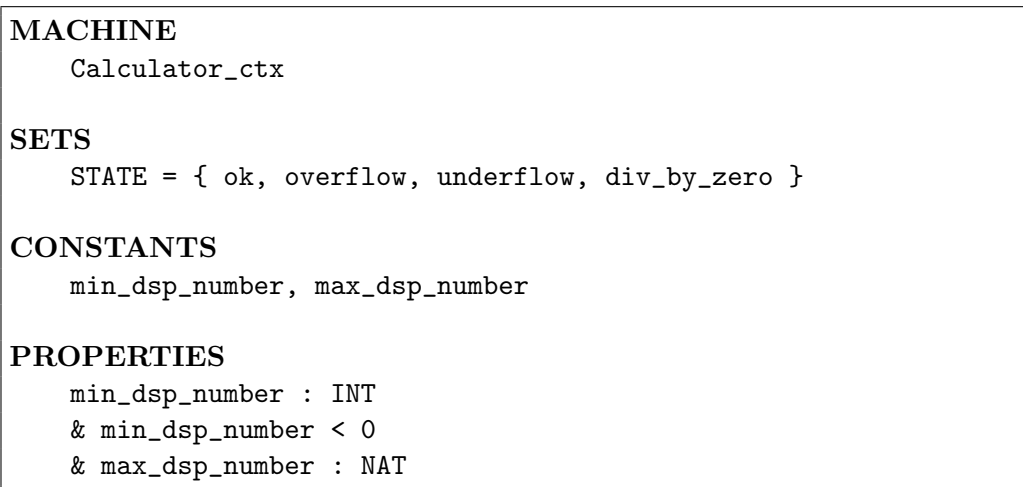 MACHINE
Calculator_ctx
SETS
STATE = { ok, overflow, underflow, div_by_zero }
CONSTANTS
min_dsp_number, max_dsp_number
PROPERTIES
min_dsp_number : INT
& min_dsp_number < 0
& max_dsp_number : NAT